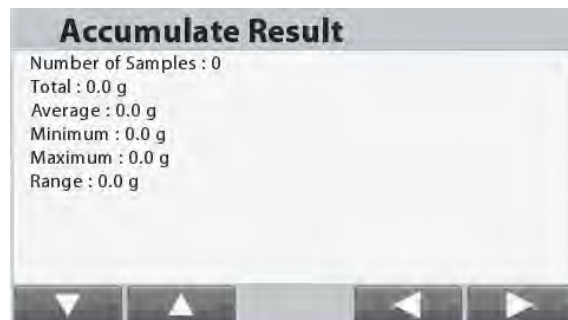 Accumulate Result
Number of Samples : 0
Total : 0.0 g
Average : 0.0 g
Minimum : 0.0 g
Maximum : 0.0 g
Range : 0.0 g